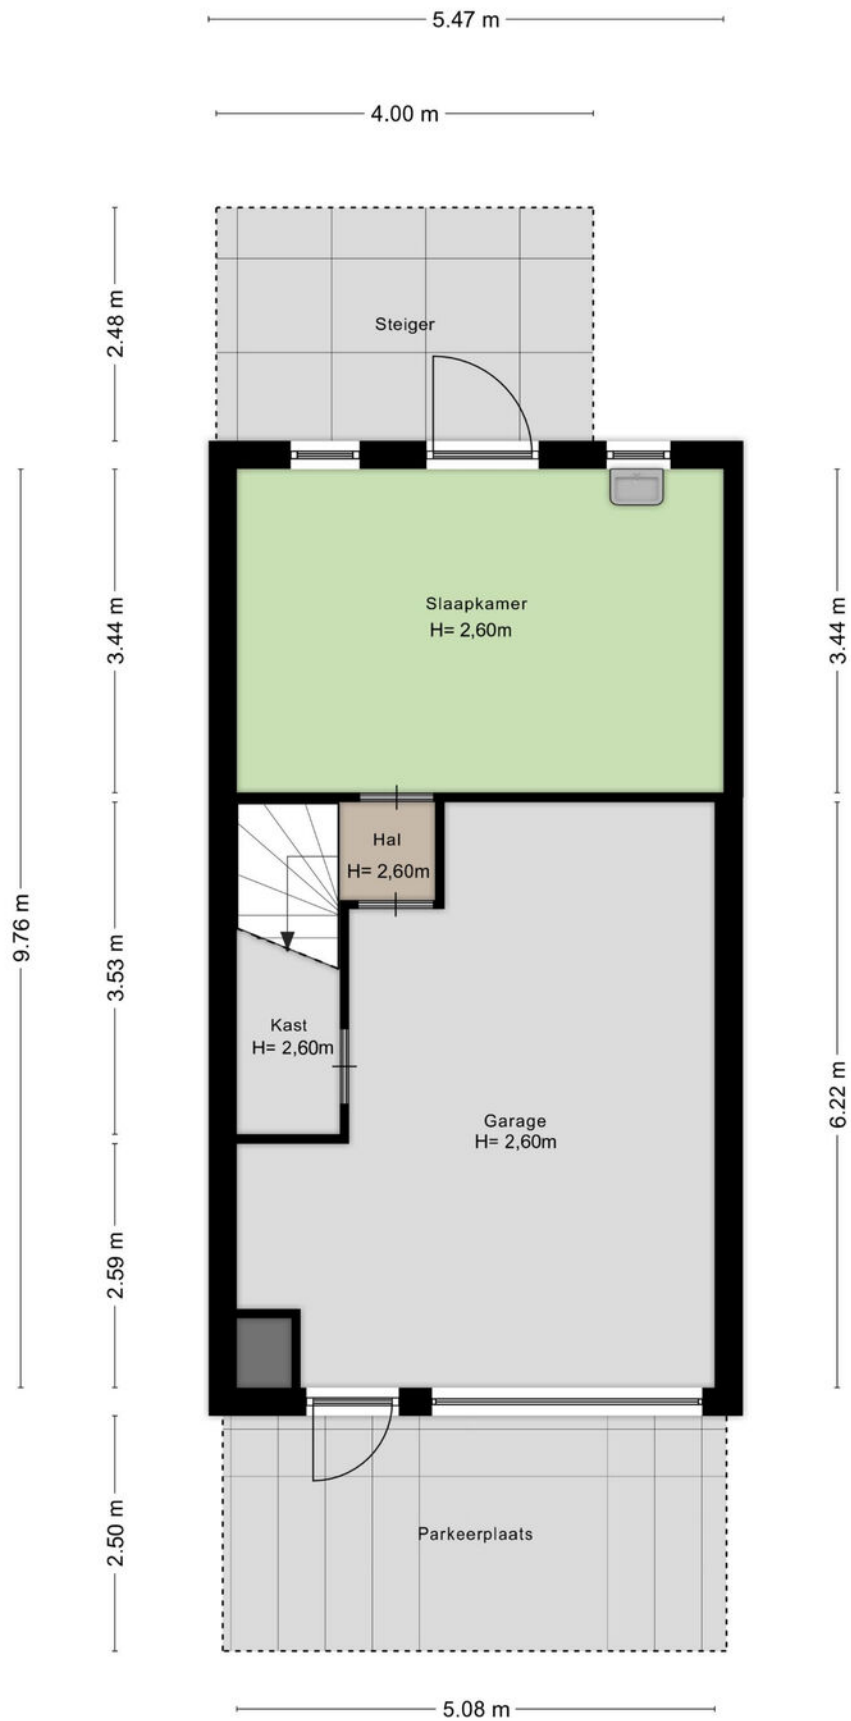 5.47 m
4.00 m
2.48 m
Steiger
3.44 m
3.44 m
Slaapkamer
H= 2,60m
9.76 m
3.53 m
Hal
H= 2,60m
Kast
H= 2,60m
6.22 m
Garage
H= 2,60m
2.59 m
2.50 m
Parkeerplaats
5.08 m